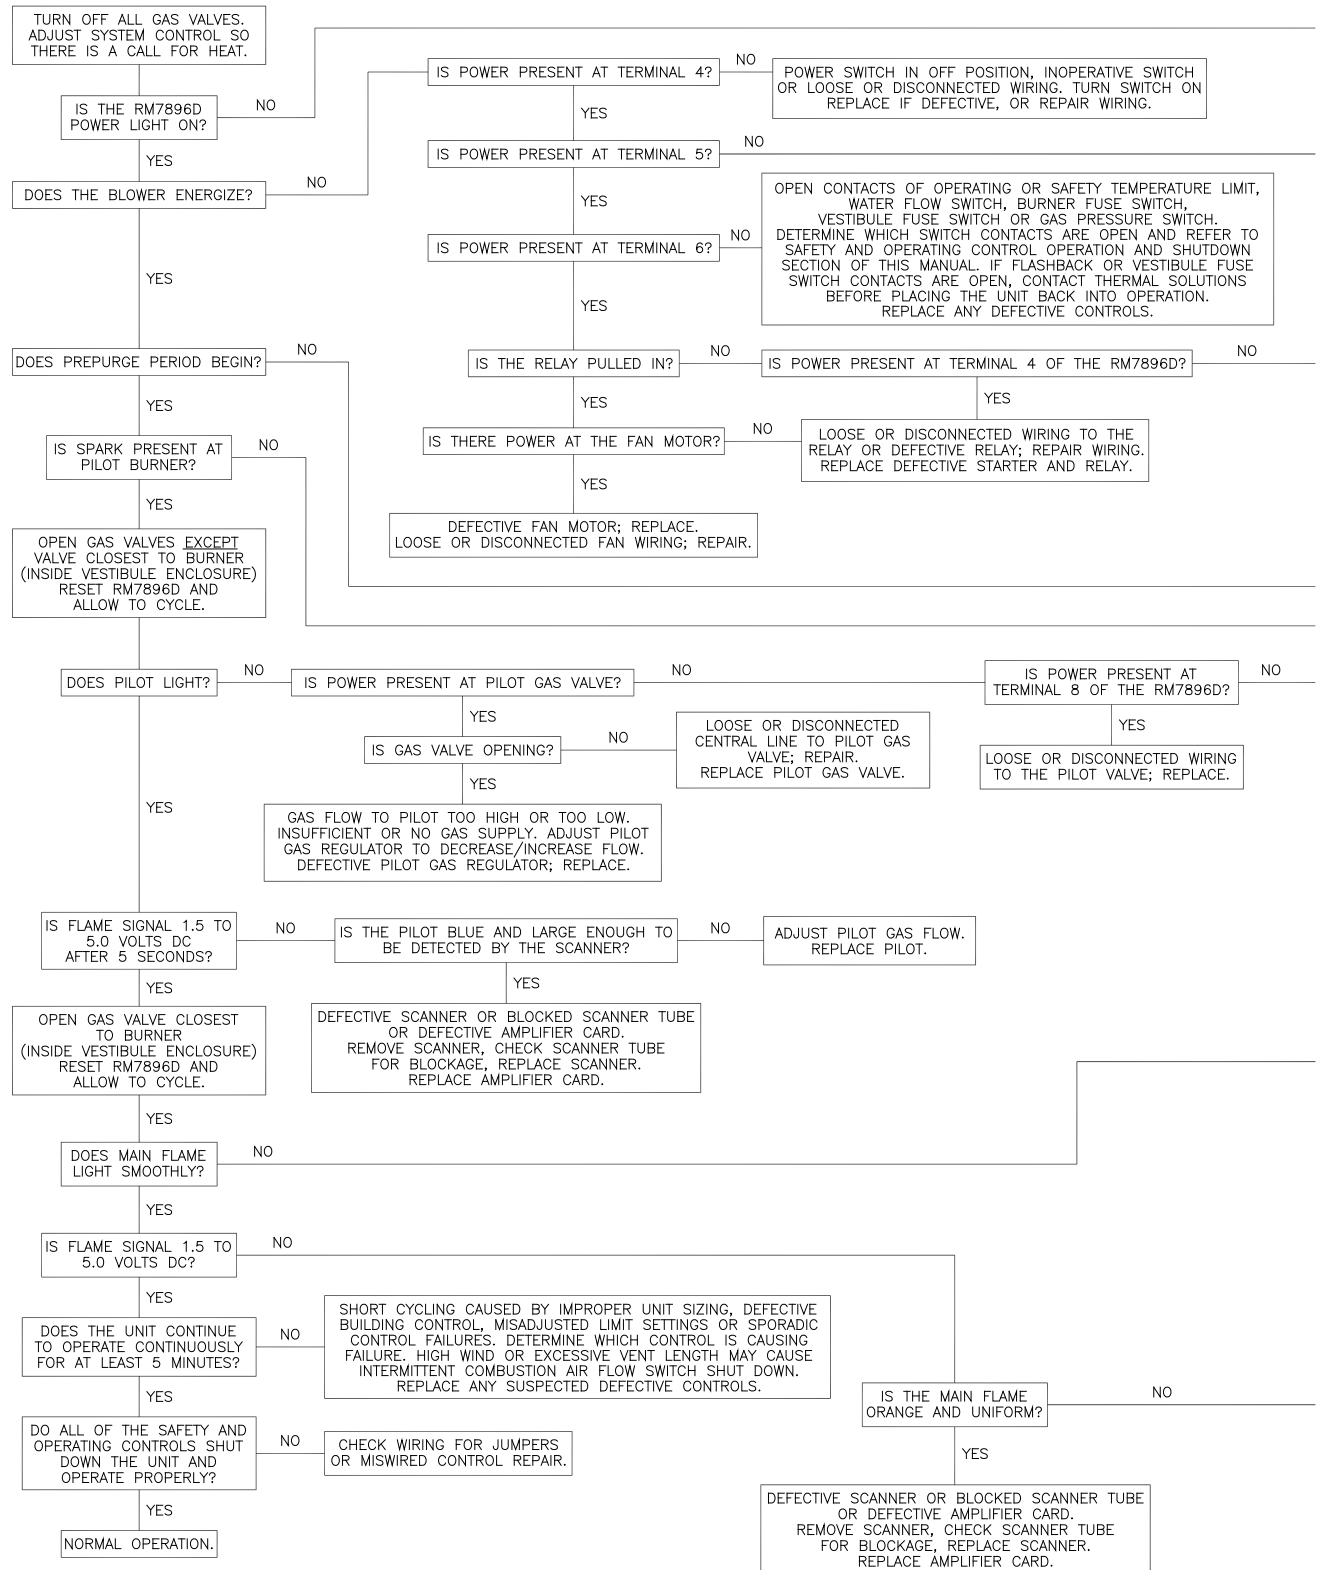 TURN OFF ALL GAS VALVES.
ADJUST SYSTEM CONTROL SO
THERE IS A CALL FOR HEAT.
IS THE RM7896D
POWER LIGHT ON?
NO
YES
DOES THE BLOWER ENERGIZE?
NO
YES
DOES PREPURGE PERIOD BEGIN?
NO
YES
IS SPARK PRESENT AT
PILOT BURNER?
NO
YES
OPEN GAS VALVES EXCEPT
VALVE CLOSEST TO BURNER
(INSIDE VESTIBULE ENCLOSURE)
RESET RM7896D AND
ALLOW TO CYCLE.
IS POWER PRESENT AT TERMINAL 4?
NO
POWER SWITCH IN OFF POSITION, INOPERATIVE SWITCH
OR LOOSE OR DISCONNECTED WIRING. TURN SWITCH ON
REPLACE IF DEFECTIVE, OR REPAIR WIRING.
YES
IS POWER PRESENT AT TERMINAL 5?
NO
YES
IS POWER PRESENT AT TERMINAL 6?
NO
OPEN CONTACTS OF OPERATING OR SAFETY TEMPERATURE LIMIT,
WATER FLOW SWITCH, BURNER FUSE SWITCH,
VESTIBULE FUSE SWITCH OR GAS PRESSURE SWITCH.
DETERMINE WHICH SWITCH CONTACTS ARE OPEN AND REFER TO
SAFETY AND OPERATING CONTROL OPERATION AND SHUTDOWN
SECTION OF THIS MANUAL. IF FLASHBACK OR VESTIBULE FUSE
SWITCH CONTACTS ARE OPEN, CONTACT THERMAL SOLUTIONS
BEFORE PLACING THE UNIT BACK INTO OPERATION.
REPLACE ANY DEFECTIVE CONTROLS.
YES
IS THE RELAY PULLED IN?
NO
IS POWER PRESENT AT TERMINAL 4 OF THE RM7896D?
NO
YES
YES
IS THERE POWER AT THE FAN MOTOR?
NO
LOOSE OR DISCONNECTED WIRING TO THE
RELAY OR DEFECTIVE RELAY; REPAIR WIRING.
REPLACE DEFECTIVE STARTER AND RELAY.
YES
DEFECTIVE FAN MOTOR; REPLACE.
LOOSE OR DISCONNECTED FAN WIRING; REPAIR.
DOES PILOT LIGHT?
NO
IS POWER PRESENT AT PILOT GAS VALVE?
NO
IS POWER PRESENT AT
TERMINAL 8 OF THE RM7896D?
NO
YES
IS GAS VALVE OPENING?
NO
LOOSE OR DISCONNECTED
CENTRAL LINE TO PILOT GAS
VALVE; REPAIR.
REPLACE PILOT GAS VALVE.
YES
LOOSE OR DISCONNECTED WIRING
TO THE PILOT VALVE; REPLACE.
YES
GAS FLOW TO PILOT TOO HIGH OR TOO LOW.
INSUFFICIENT OR NO GAS SUPPLY. ADJUST PILOT
GAS REGULATOR TO DECREASE/INCREASE FLOW.
DEFECTIVE PILOT GAS REGULATOR; REPLACE.
YES
IS FLAME SIGNAL 1.5 TO
5.0 VOLTS DC
AFTER 5 SECONDS?
NO
IS THE PILOT BLUE AND LARGE ENOUGH TO
BE DETECTED BY THE SCANNER?
NO
ADJUST PILOT GAS FLOW.
REPLACE PILOT.
YES
YES
DEFECTIVE SCANNER OR BLOCKED SCANNER TUBE
OR DEFECTIVE AMPLIFIER CARD.
REMOVE SCANNER, CHECK SCANNER TUBE
FOR BLOCKAGE, REPLACE SCANNER.
REPLACE AMPLIFIER CARD.
OPEN GAS VALVE CLOSEST
TO BURNER
(INSIDE VESTIBULE ENCLOSURE)
RESET RM7896D AND
ALLOW TO CYCLE.
YES
DOES MAIN FLAME
LIGHT SMOOTHLY?
NO
YES
IS FLAME SIGNAL 1.5 TO
5.0 VOLTS DC?
NO
YES
DOES THE UNIT CONTINUE
TO OPERATE CONTINUOUSLY
FOR AT LEAST 5 MINUTES?
NO
SHORT CYCLING CAUSED BY IMPROPER UNIT SIZING, DEFECTIVE
BUILDING CONTROL, MISADJUSTED LIMIT SETTINGS OR SPORADIC
CONTROL FAILURES. DETERMINE WHICH CONTROL IS CAUSING
FAILURE. HIGH WIND OR EXCESSIVE VENT LENGTH MAY CAUSE
INTERMITTENT COMBUSTION AIR FLOW SWITCH SHUT DOWN.
REPLACE ANY SUSPECTED DEFECTIVE CONTROLS.
YES
DO ALL OF THE SAFETY AND
OPERATING CONTROLS SHUT
DOWN THE UNIT AND
OPERATE PROPERLY?
NO
CHECK WIRING FOR JUMPERS
OR MISWIRED CONTROL REPAIR.
YES
NORMAL OPERATION.
IS THE MAIN FLAME
ORANGE AND UNIFORM?
NO
YES
DEFECTIVE SCANNER OR BLOCKED SCANNER TUBE
OR DEFECTIVE AMPLIFIER CARD.
REMOVE SCANNER, CHECK SCANNER TUBE
FOR BLOCKAGE, REPLACE SCANNER.
REPLACE AMPLIFIER CARD.